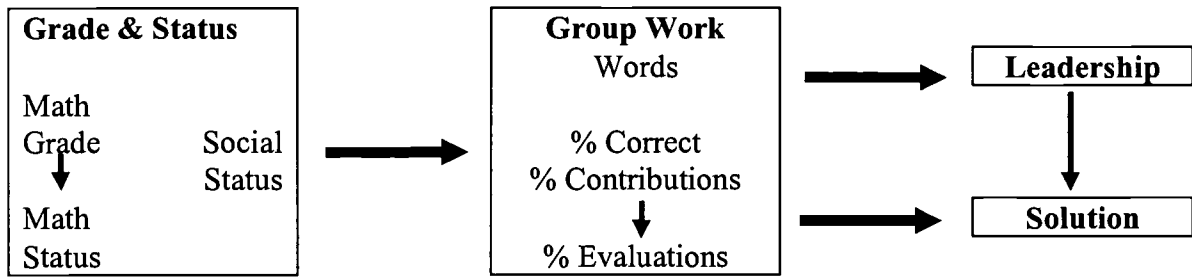 Grade & Status
Math
Grade
Social
Status
Math
Status
Group Work
Words
% Correct
% Contributions
% Evaluations
Leadership
Solution